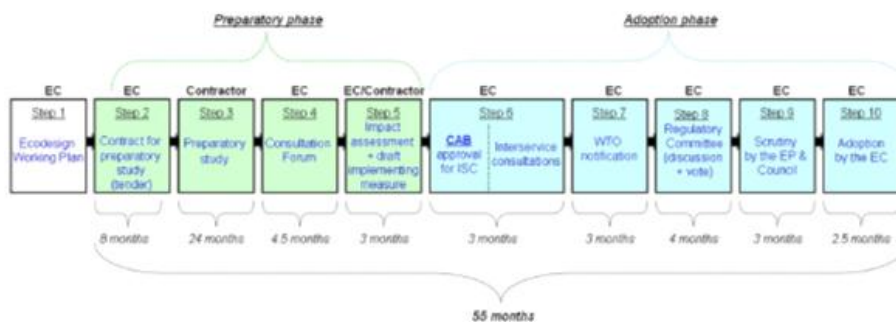 Preparatory phase
Adoption phase
EC
EC
Contractor
EC
EC/Contractor
EC
EC
EC
EC
EC
Step 1
Ecodesign
Working Plan
Step 2
Contract for
preparatory
study
(tender)
Step 3
Preparatory
study
Step 4
Consultation
Forum
Step 5
Impact
assessment
+ draft
implementing
measure
Step 6
CAB
approval
for ISC
Interservice
consultations
Step 7
WTO
notification
Step 8
Regulatory
Committee
(discussion
+ vote)
Step 9
Scrutiny
by the EP &
Council
Step 10
Adoption
by the EC
8 months
24 months
4.5 months
3 months
3 months
3 months
4 months
3 months
2.5 months
55 months